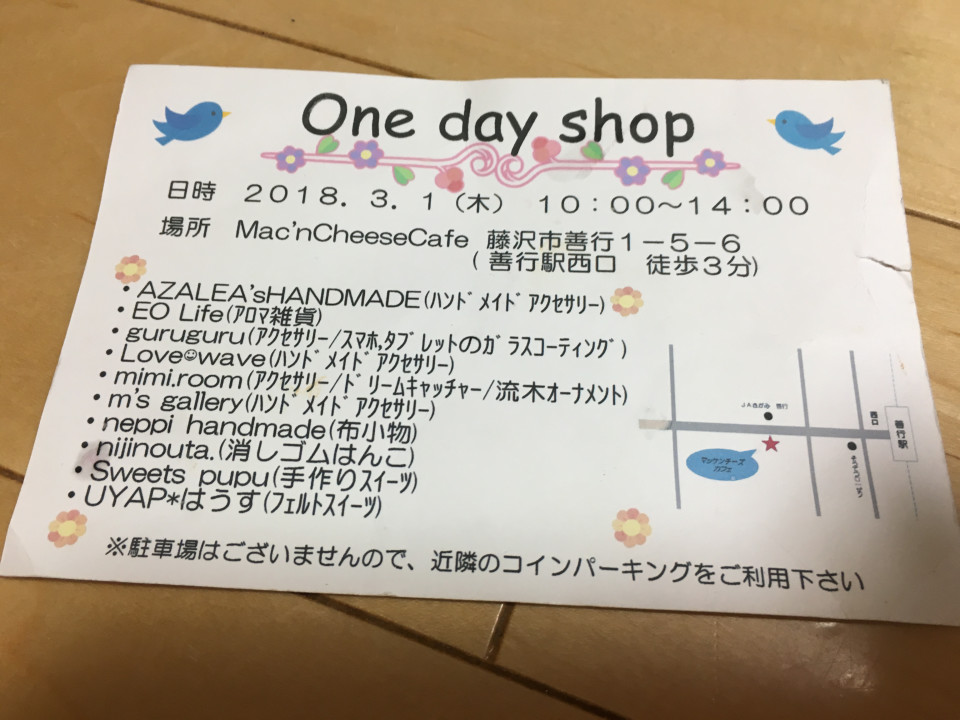 One day shop
日時 2018.3.1(木) 10:00~14:00
場所 Mac'nCheeseCafe 藤沢市善行1-5-6
(善行駅西口 徒歩3分)
・AZALEA'sHANDMADE(ハンドメイドアクセサリー)
・EO Life(アロマ雑貨)
・guruguru(アクセサリー/スマホ,タブレットのガラスコーティング)
・Love☺wave(ハンドメイドアクセサリー)
・mimi.room(アクセサリー/ドリームキャッチャー/流木オーナメント)
・m's gallery(ハンドメイドアクセサリー)
・neppi handmade(布小物)
・nijinouta.(消しゴムはんこ)
・Sweets pupu(手作りスイーツ)
・UYAP*はうす(フェルトスイーツ)
JAさがみ 善行
マッケンチーズ
カフェ
西口
善行駅
※駐車場はございませんので、近隣のコインパーキングをご利用下さい